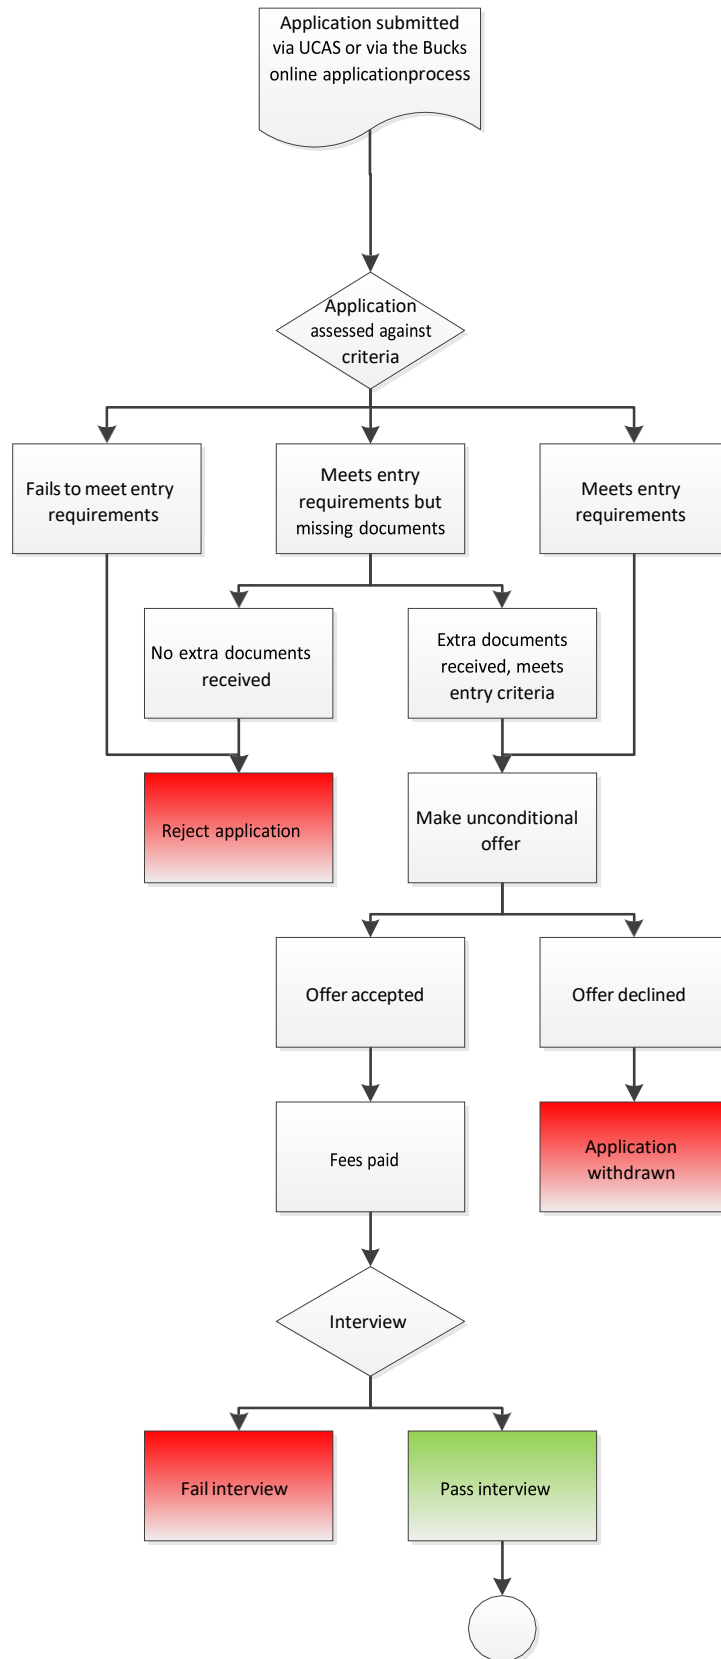 Application submitted
via UCAS or via the Bucks
online applicationprocess
Application
assessed against
criteria
Fails to meet entry
requirements
Meets entry
requirements but
missing documents
Meets entry
requirements
No extra documents
received
Extra documents
received, meets
entry criteria
Reject application
Make unconditional
offer
Offer accepted
Offer declined
Fees paid
Application
withdrawn
Interview
Fail interview
Pass interview